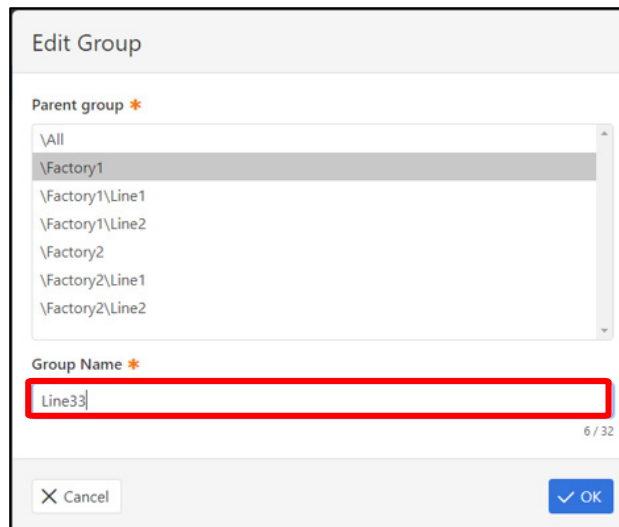 Edit Group
Parent group *
\All
\Factory1
\Factory1\Line1
\Factory1\Line2
\Factory2
\Factory2\Line1
\Factory2\Line2
Group Name *
Line33
6 / 32
Cancel
OK